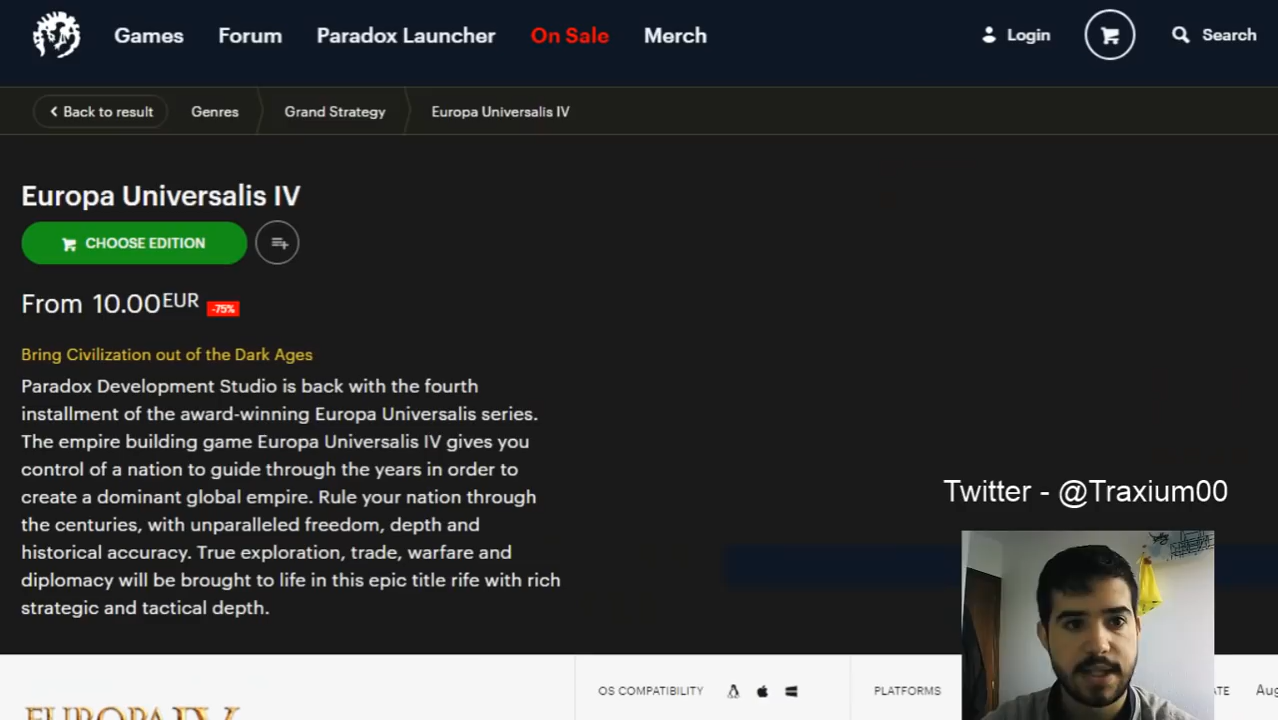 Games Forum Paradox Launcher On Sale Merch Login Search
Back to result Genres Grand Strategy Europa Universalis IV
Europa Universalis IV
CHOOSE EDITION
From 10.00EUR -75%
Bring Civilization out of the Dark Ages
Paradox Development Studio is back with the fourth
installment of the award-winning Europa Universalis series.
The empire building game Europa Universalis IV gives you
control of a nation to guide through the years in order to
create a dominant global empire. Rule your nation through
the centuries, with unparalleled freedom, depth and
historical accuracy. True exploration, trade, warfare and
diplomacy will be brought to life in this epic title rife with rich
strategic and tactical depth.
Twitter - @Traxium00
OS COMPATIBILITY PLATFORMS
EUROPA IV